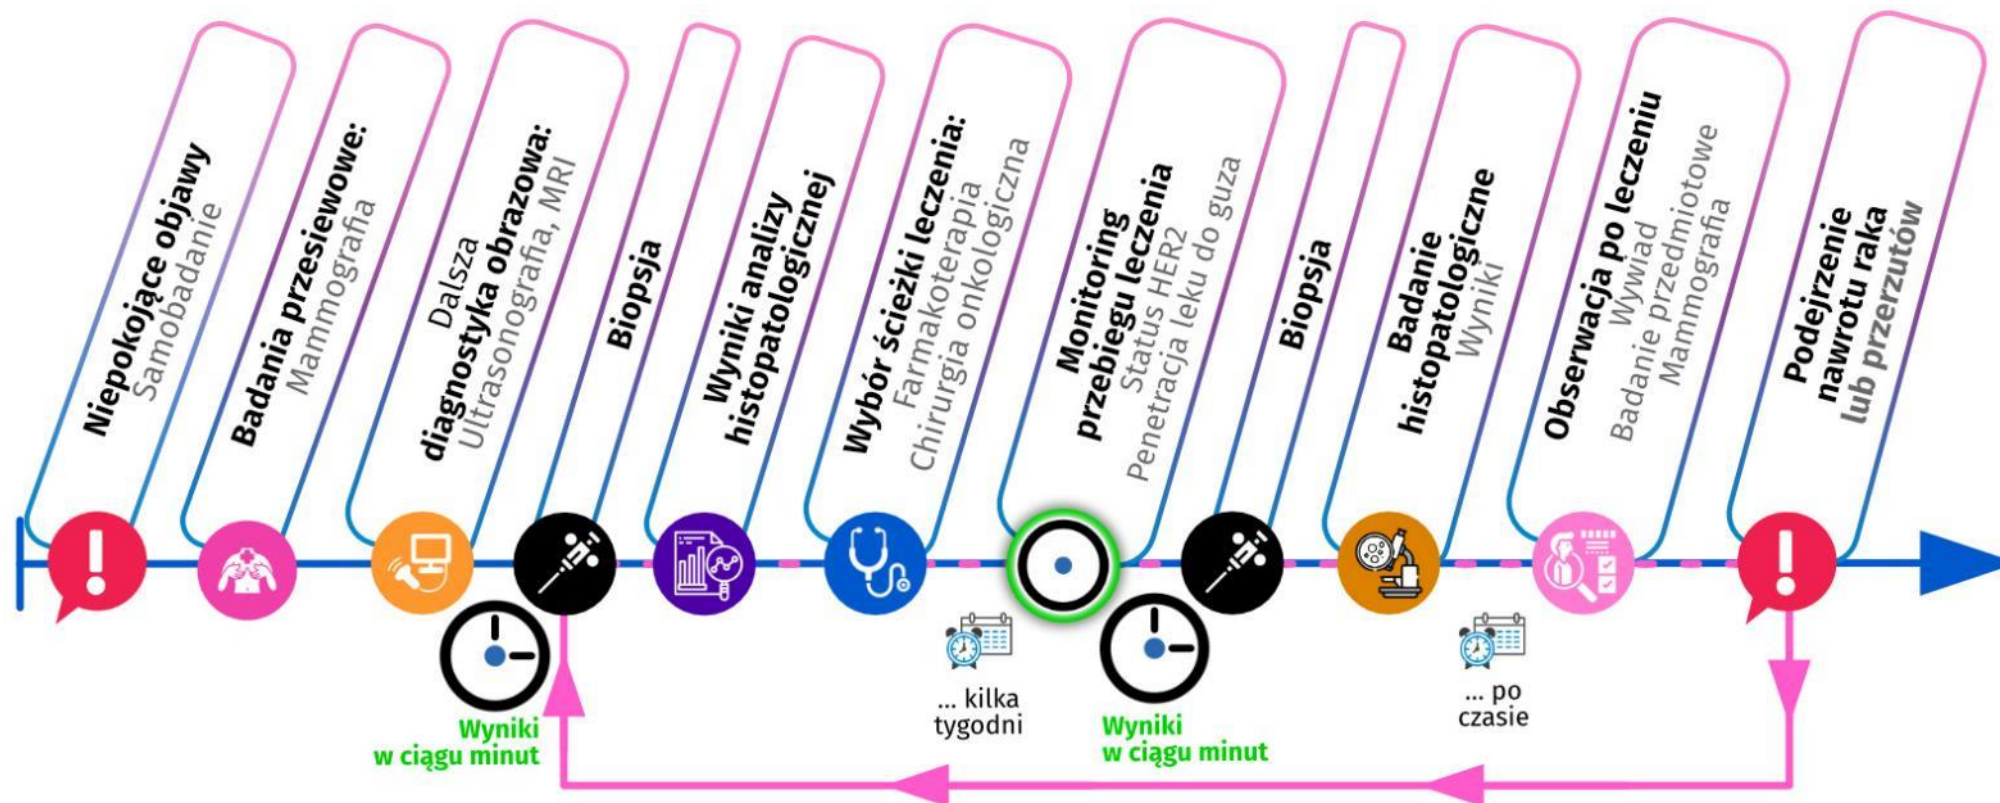 Niepokojące objawy
Samobadanie
Badania przesiewowe:
Mammografia
Dalsza
diagnostyka obrazowa:
Ultrasonografia, MRI
Biopsja
Wyniki analizy
histopatologicznej
Wybór ścieżki leczenia:
Farmakoterapia
Chirurgia onkologiczna
Monitoring
przebiegu leczenia
Status HER2
Penetracja leku do guza
Biopsja
Badanie
histopatologiczne
Wyniki
Obserwacja po leczeniu
Wywiad
Badanie przedmiotowe
Mammografia
Podejrzenie
nawrotu raka
lub przerzutów
Wyniki
w ciągu minut
... kilka
tygodni
Wyniki
w ciągu minut
... po
czasie